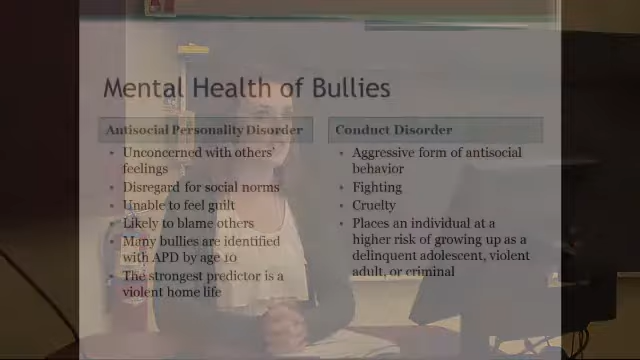 Mental Health of Bullies
Antisocial Personality Disorder
• Unconcerned with others'
feelings
• Disregard for social norms
• Unable to feel guilt
• Likely to blame others
• Many bullies are identified
with APD by age 10
• The strongest predictor is a
violent home life
Conduct Disorder
• Aggressive form of antisocial
behavior
• Fighting
• Cruelty
• Places an individual at a
higher risk of growing up as a
delinquent adolescent, violent
adult, or criminal